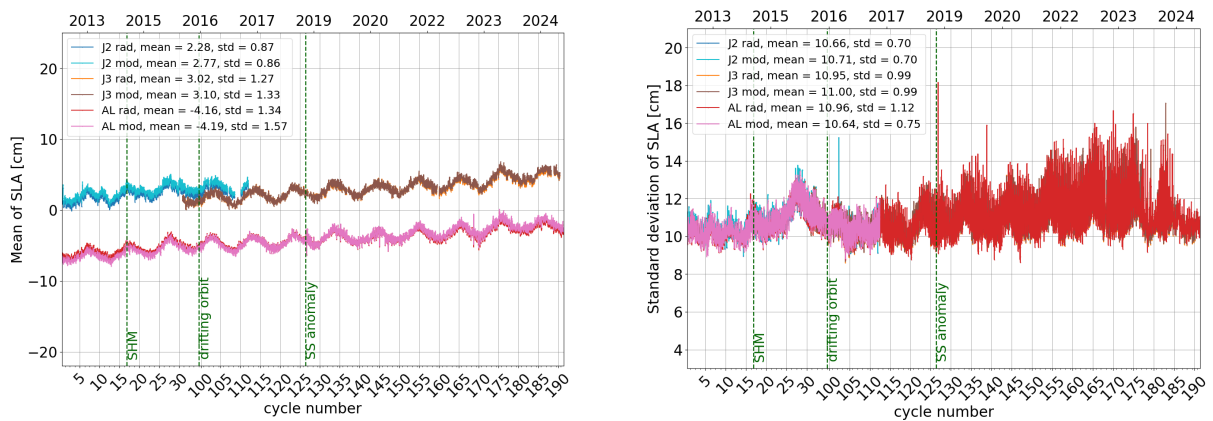 2013 2015 2016 2017 2019 2020 2022 2023 2024
Mean of SLA [cm]
20
10
0
−10
−20
J2 rad, mean = 2.28, std = 0.87
J2 mod, mean = 2.77, std = 0.86
J3 rad, mean = 3.02, std = 1.27
J3 mod, mean = 3.10, std = 1.33
AL rad, mean = -4.16, std = 1.34
AL mod, mean = -4.19, std = 1.57
SHM
drifting orbit
SS anomaly
5 10 15 20 25 30 100 105 110 115 120 125 130 135 140 145 150 155 160 165 170 175 180 185 190
cycle number
2013 2015 2016 2017 2019 2020 2022 2023 2024
Standard deviation of SLA [cm]
20
18
16
14
12
10
8
6
4
J2 rad, mean = 10.66, std = 0.70
J2 mod, mean = 10.71, std = 0.70
J3 rad, mean = 10.95, std = 0.99
J3 mod, mean = 11.00, std = 0.99
AL rad, mean = 10.96, std = 1.12
AL mod, mean = 10.64, std = 0.75
SHM
drifting orbit
SS anomaly
5 10 15 20 25 30 100 105 110 115 120 125 130 135 140 145 150 155 160 165 170 175 180 185 190
cycle number